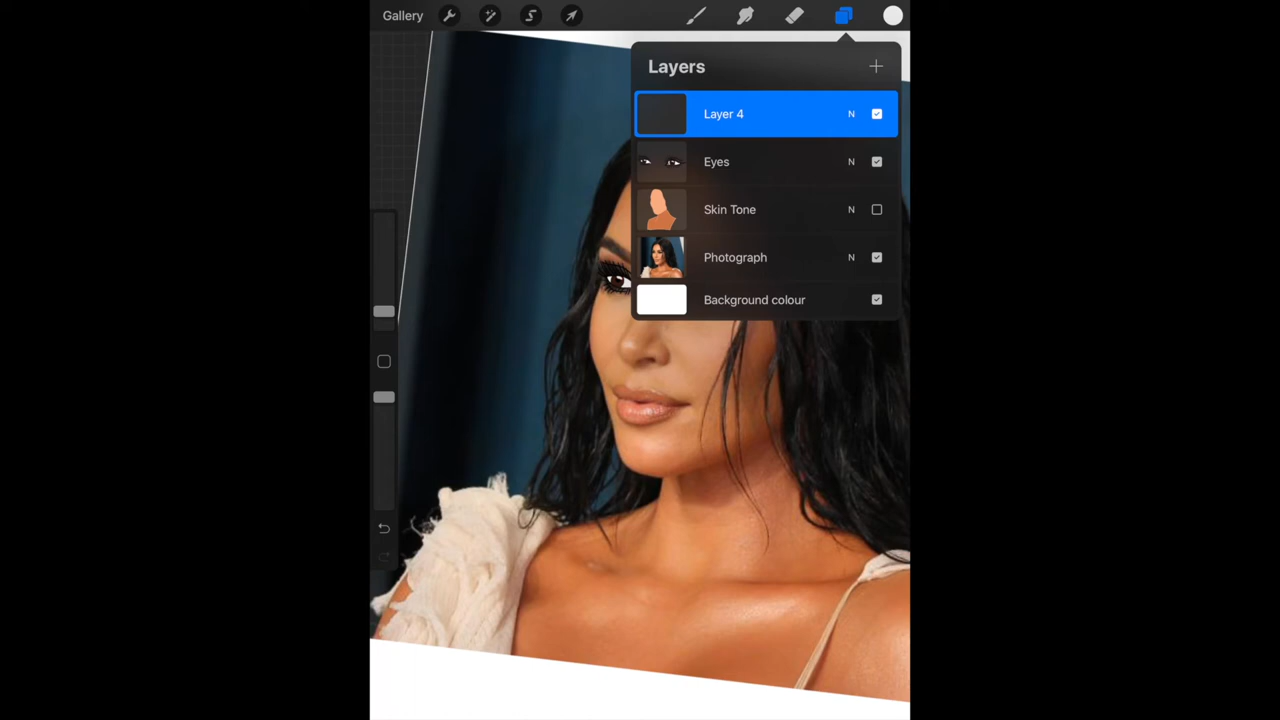 Gallery
Layers
Layer 4 N
Eyes N
Skin Tone N
Photograph N
Background colour